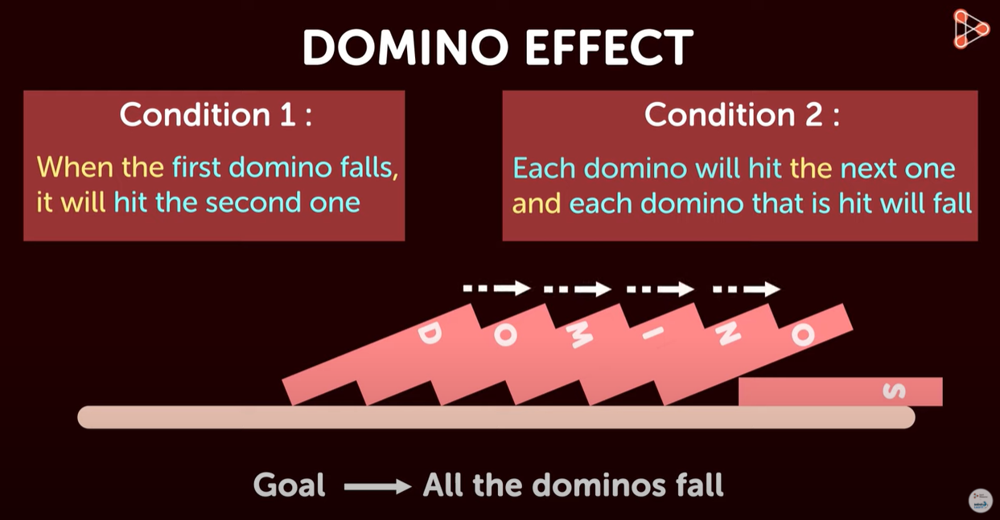 DOMINO EFFECT
Condition 1 :
When the first domino falls,
it will hit the second one
Condition 2 :
Each domino will hit the next one
and each domino that is hit will fall
D O M I N O S
Goal
All the dominos fall